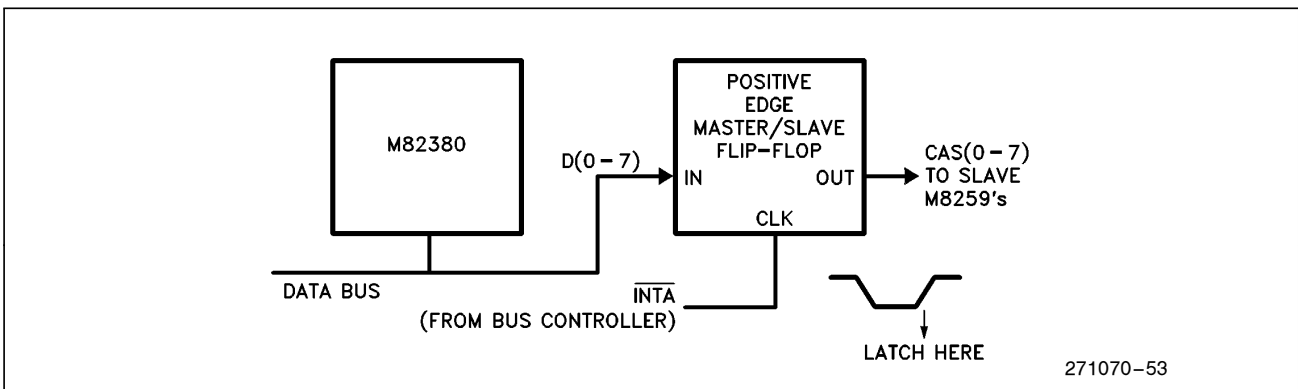 M82380
POSITIVE
EDGE
MASTER/SLAVE
FLIP-FLOP
D(0-7)
IN
OUT
CLK
CAS(0-7)
TO SLAVE
M8259's
DATA BUS
INTA
(FROM BUS CONTROLLER)
LATCH HERE
271070-53